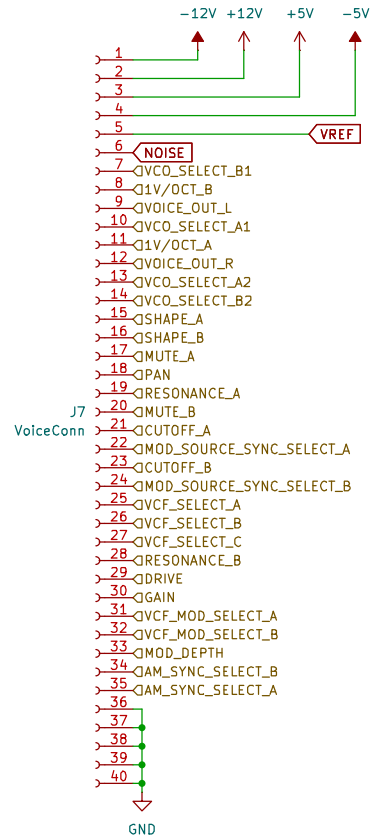 −12V +12V +5V −5V
1
2
3
4
5 VREF
6 NOISE
7 VCO_SELECT_B1
8 1V/OCT_B
9 VOICE_OUT_L
10 VCO_SELECT_A1
11 1V/OCT_A
12 VOICE_OUT_R
13 VCO_SELECT_A2
14 VCO_SELECT_B2
15 SHAPE_A
16 SHAPE_B
17 MUTE_A
18 PAN
19 RESONANCE_A
J7 20 MUTE_B
VoiceConn 21 CUTOFF_A
22 MOD_SOURCE_SYNC_SELECT_A
23 CUTOFF_B
24 MOD_SOURCE_SYNC_SELECT_B
25 VCF_SELECT_A
26 VCF_SELECT_B
27 VCF_SELECT_C
28 RESONANCE_B
29 DRIVE
30 GAIN
31 VCF_MOD_SELECT_A
32 VCF_MOD_SELECT_B
33 MOD_DEPTH
34 AM_SYNC_SELECT_B
35 AM_SYNC_SELECT_A
36
37
38
39
40
GND